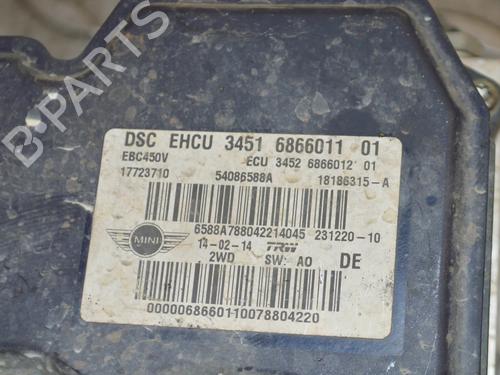 B-PARTS
DSC EHCU 3451 6866011 01
EBC450V ECU 3452 6866012 01
17723710 54086588A 18186315-A
6588A788042214045 231220-10
MINI 14-02-14 TRW DE
2WD SW: A0
0000068660110078804220